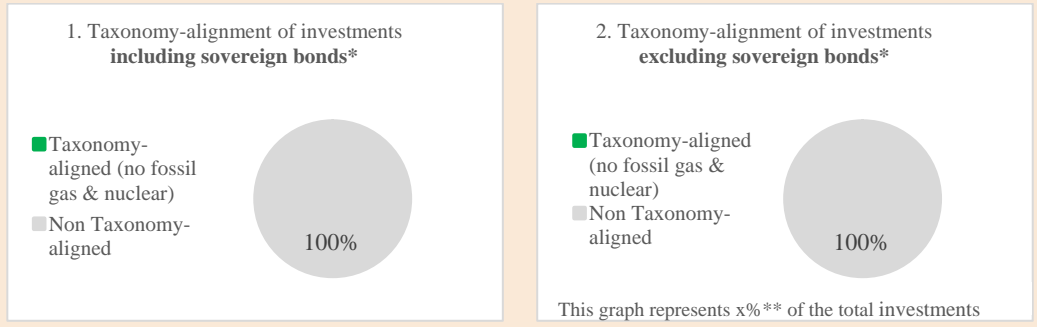 1. Taxonomy-alignment of investments
including sovereign bonds*
Taxonomy-
aligned (no fossil
gas & nuclear)
Non Taxonomy-
aligned
100%
2. Taxonomy-alignment of investments
excluding sovereign bonds*
Taxonomy-aligned
(no fossil gas &
nuclear)
Non Taxonomy-
aligned
100%
This graph represents x%** of the total investments